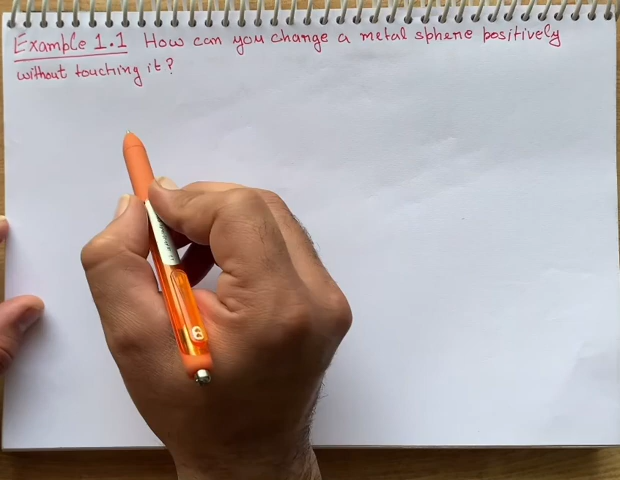 Example 1.1 How can you change a metal sphere positively
without touching it?